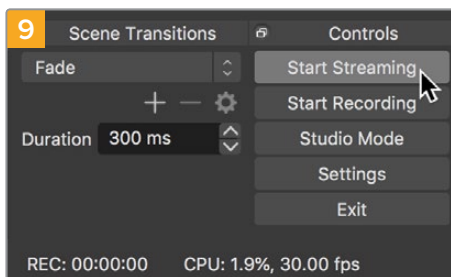 9
Scene Transitions
Controls
Fade
Start Streaming
Start Recording
Duration 300 ms
Studio Mode
Settings
Exit
REC: 00:00:00 CPU: 1.9%, 30.00 fps